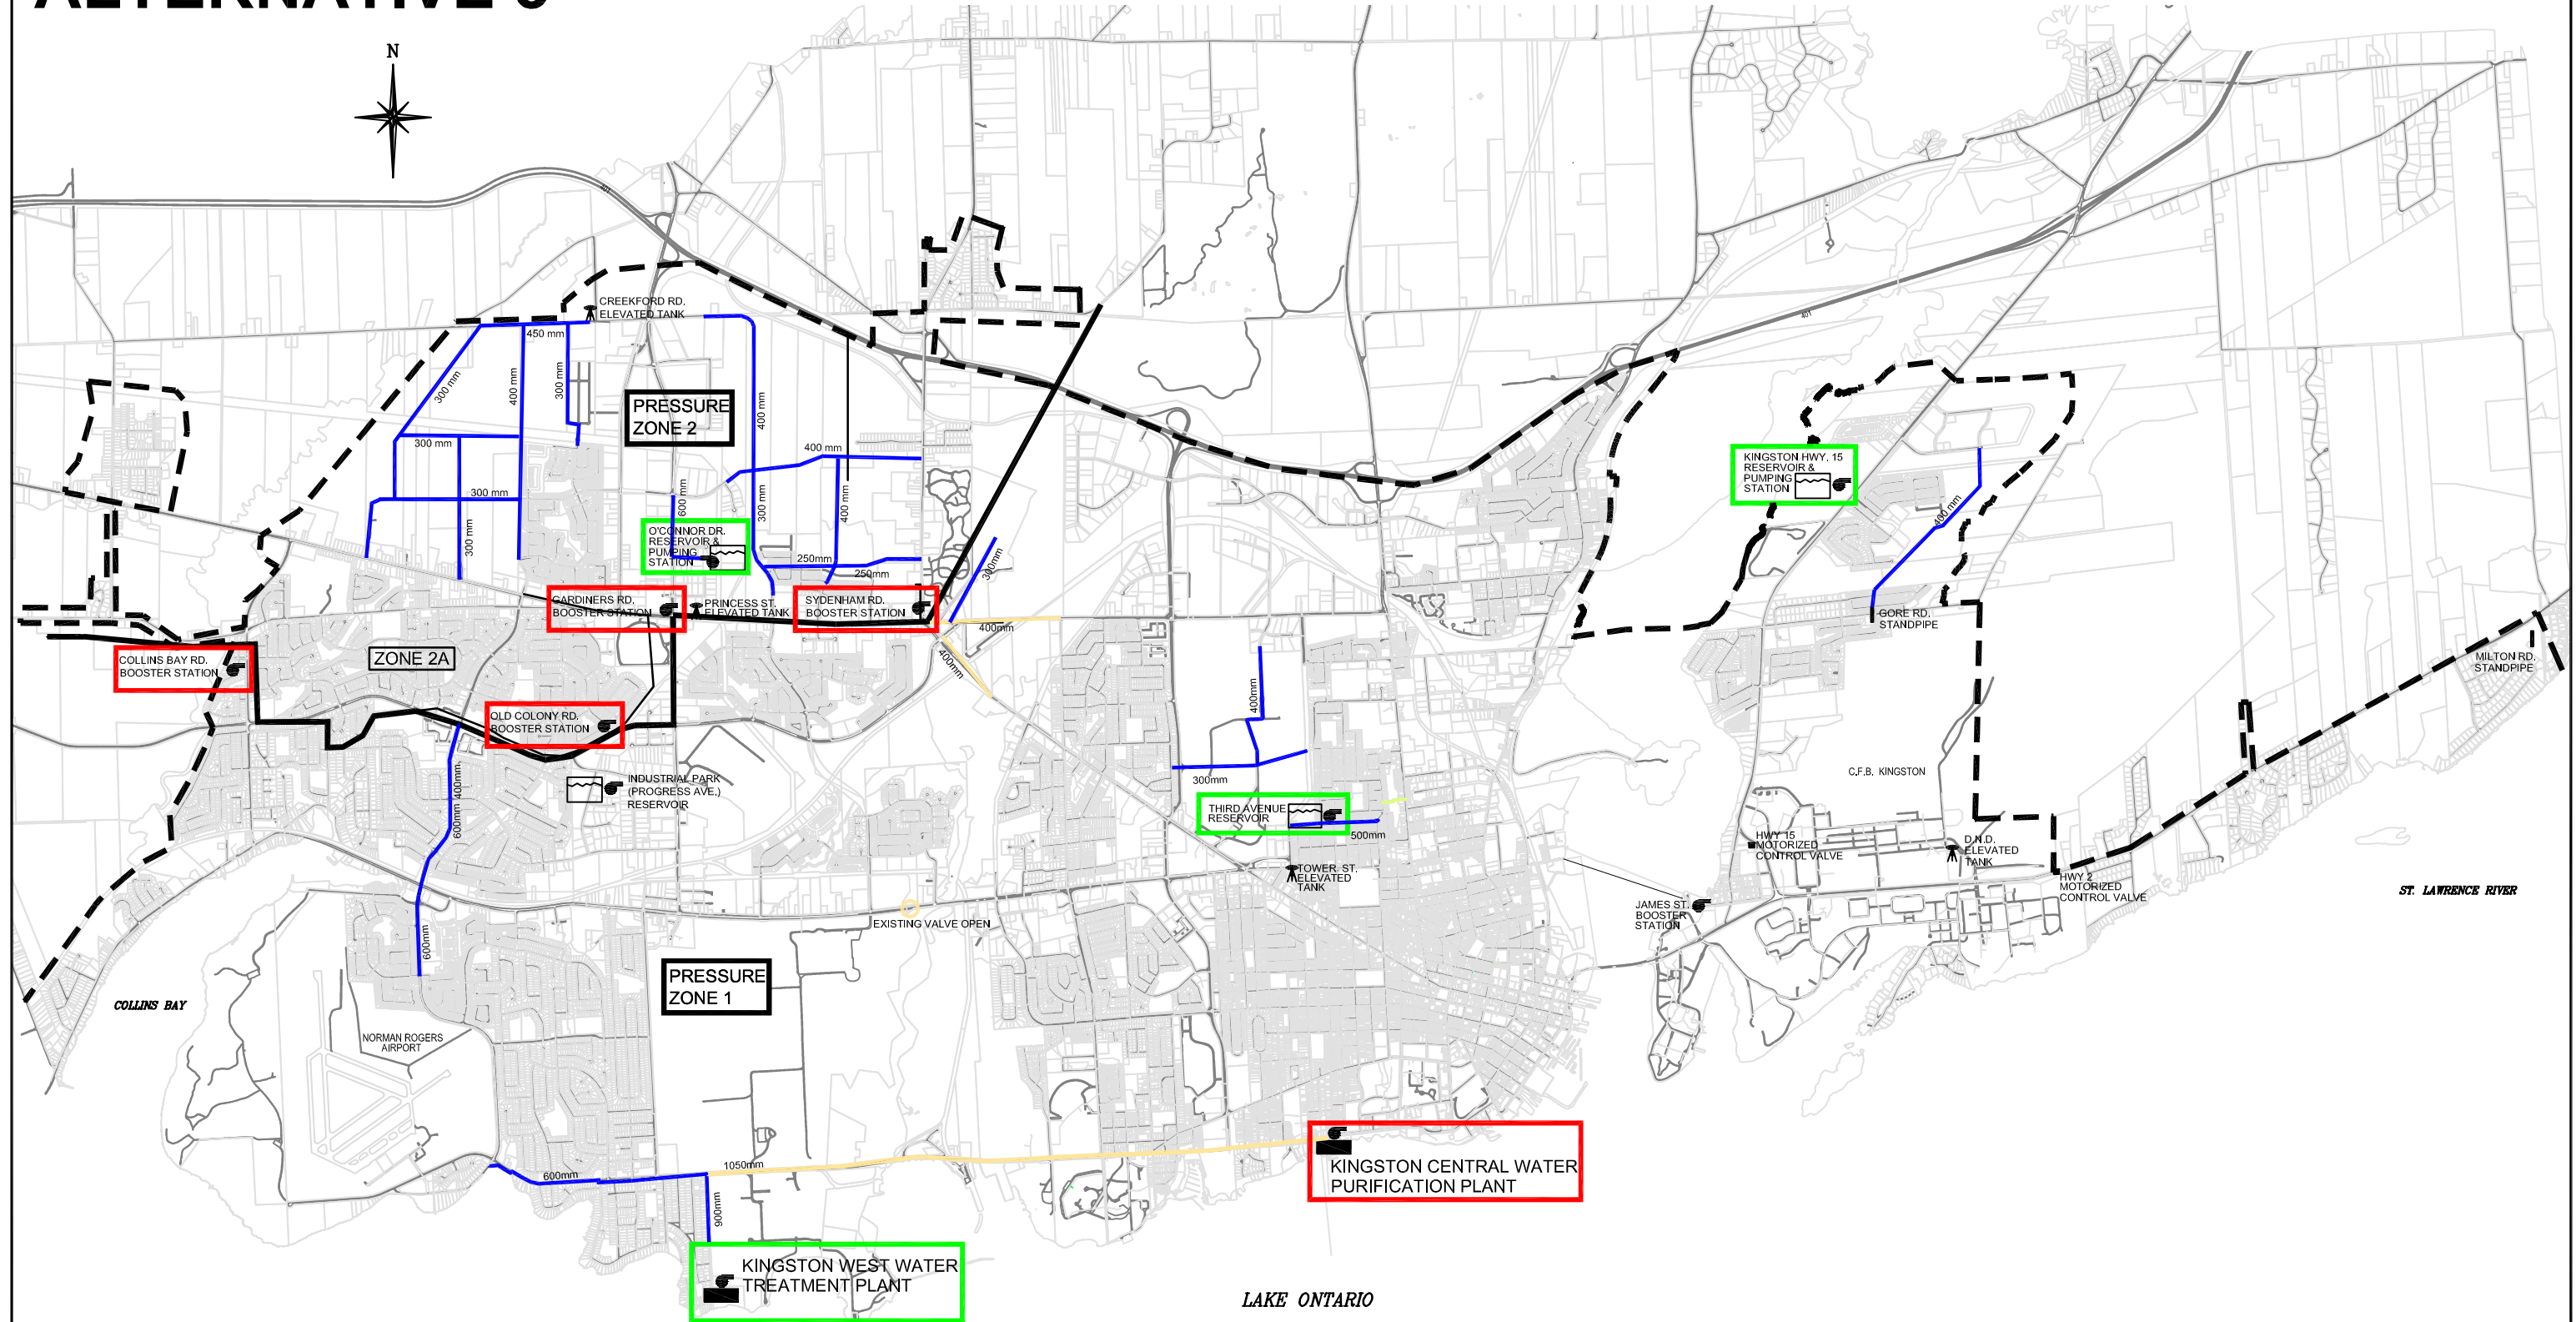 N
401
CREEKFORD RD.
ELEVATED TANK
450 mm
300 mm
400 mm
300 mm
PRESSURE
ZONE 2
400 mm
401
300 mm
400 mm
KINGSTON HWY. 15
RESERVOIR &
PUMPING
STATION
300 mm
600 mm
300 mm
400 mm
400 mm
300 mm
O'CONNOR DR.
RESERVOIR &
PUMPING
STATION
250mm
250mm
300mm
GARDINERS RD.
BOOSTER STATION
PRINCESS ST.
ELEVATED TANK
SYDENHAM RD.
BOOSTER STATION
400mm
GORE RD.
STANDPIPE
COLLINS BAY RD.
BOOSTER STATION
ZONE 2A
400mm
MILTON RD.
STANDPIPE
400mm
OLD COLONY RD.
BOOSTER STATION
600mm 400mm
INDUSTRIAL PARK
(PROGRESS AVE.)
RESERVOIR
300mm
C.F.B. KINGSTON
THIRD AVENUE
RESERVOIR
500mm
HWY 15
MOTORIZED
CONTROL VALVE
D.N.D.
ELEVATED
TANK
TOWER ST.
ELEVATED
TANK
HWY 2
MOTORIZED
CONTROL VALVE
ST. LAWRENCE RIVER
JAMES ST.
BOOSTER
STATION
EXISTING VALVE OPEN
600mm
PRESSURE
ZONE 1
COLLINS BAY
NORMAN ROGERS
AIRPORT
1050mm
600mm
KINGSTON CENTRAL WATER
PURIFICATION PLANT
900mm
KINGSTON WEST WATER
TREATMENT PLANT
LAKE ONTARIO